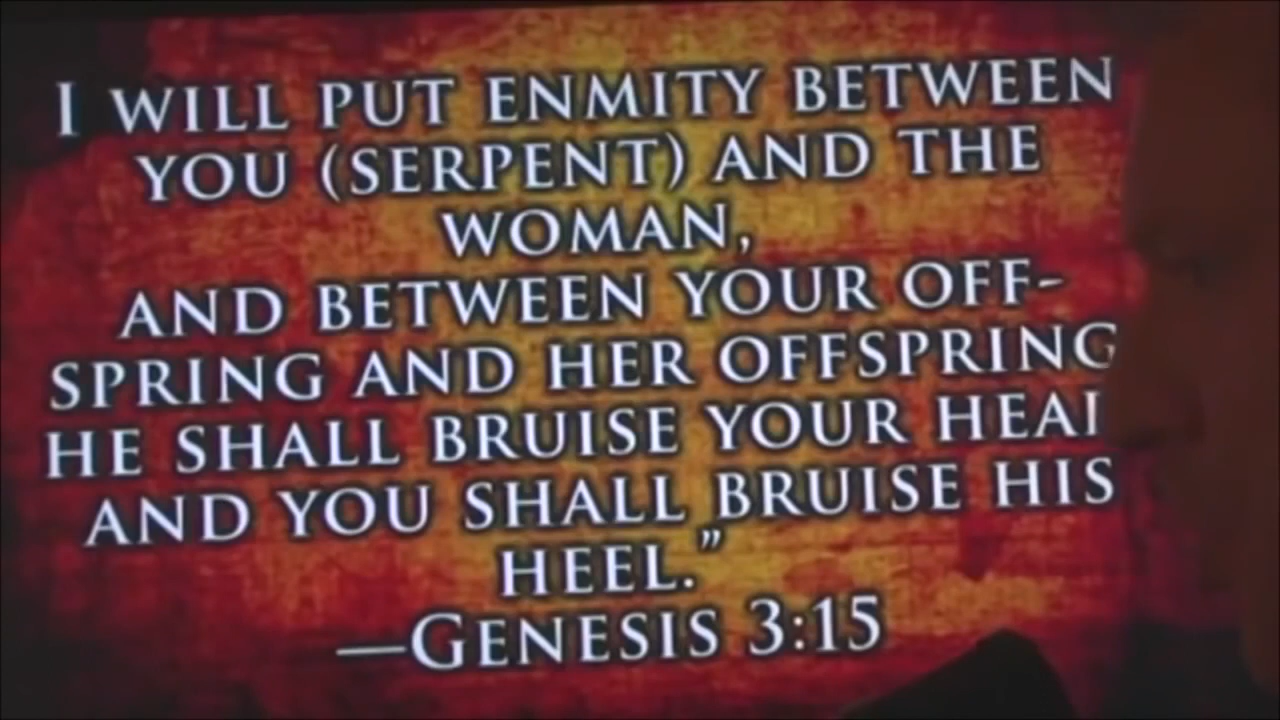 I WILL PUT ENMITY BETWEEN
YOU (SERPENT) AND THE
WOMAN,
AND BETWEEN YOUR OFF-
SPRING AND HER OFFSPRING
HE SHALL BRUISE YOUR
AND YOU SHALL BRUISE HIS
HEEL.”
—GENESIS 3:15